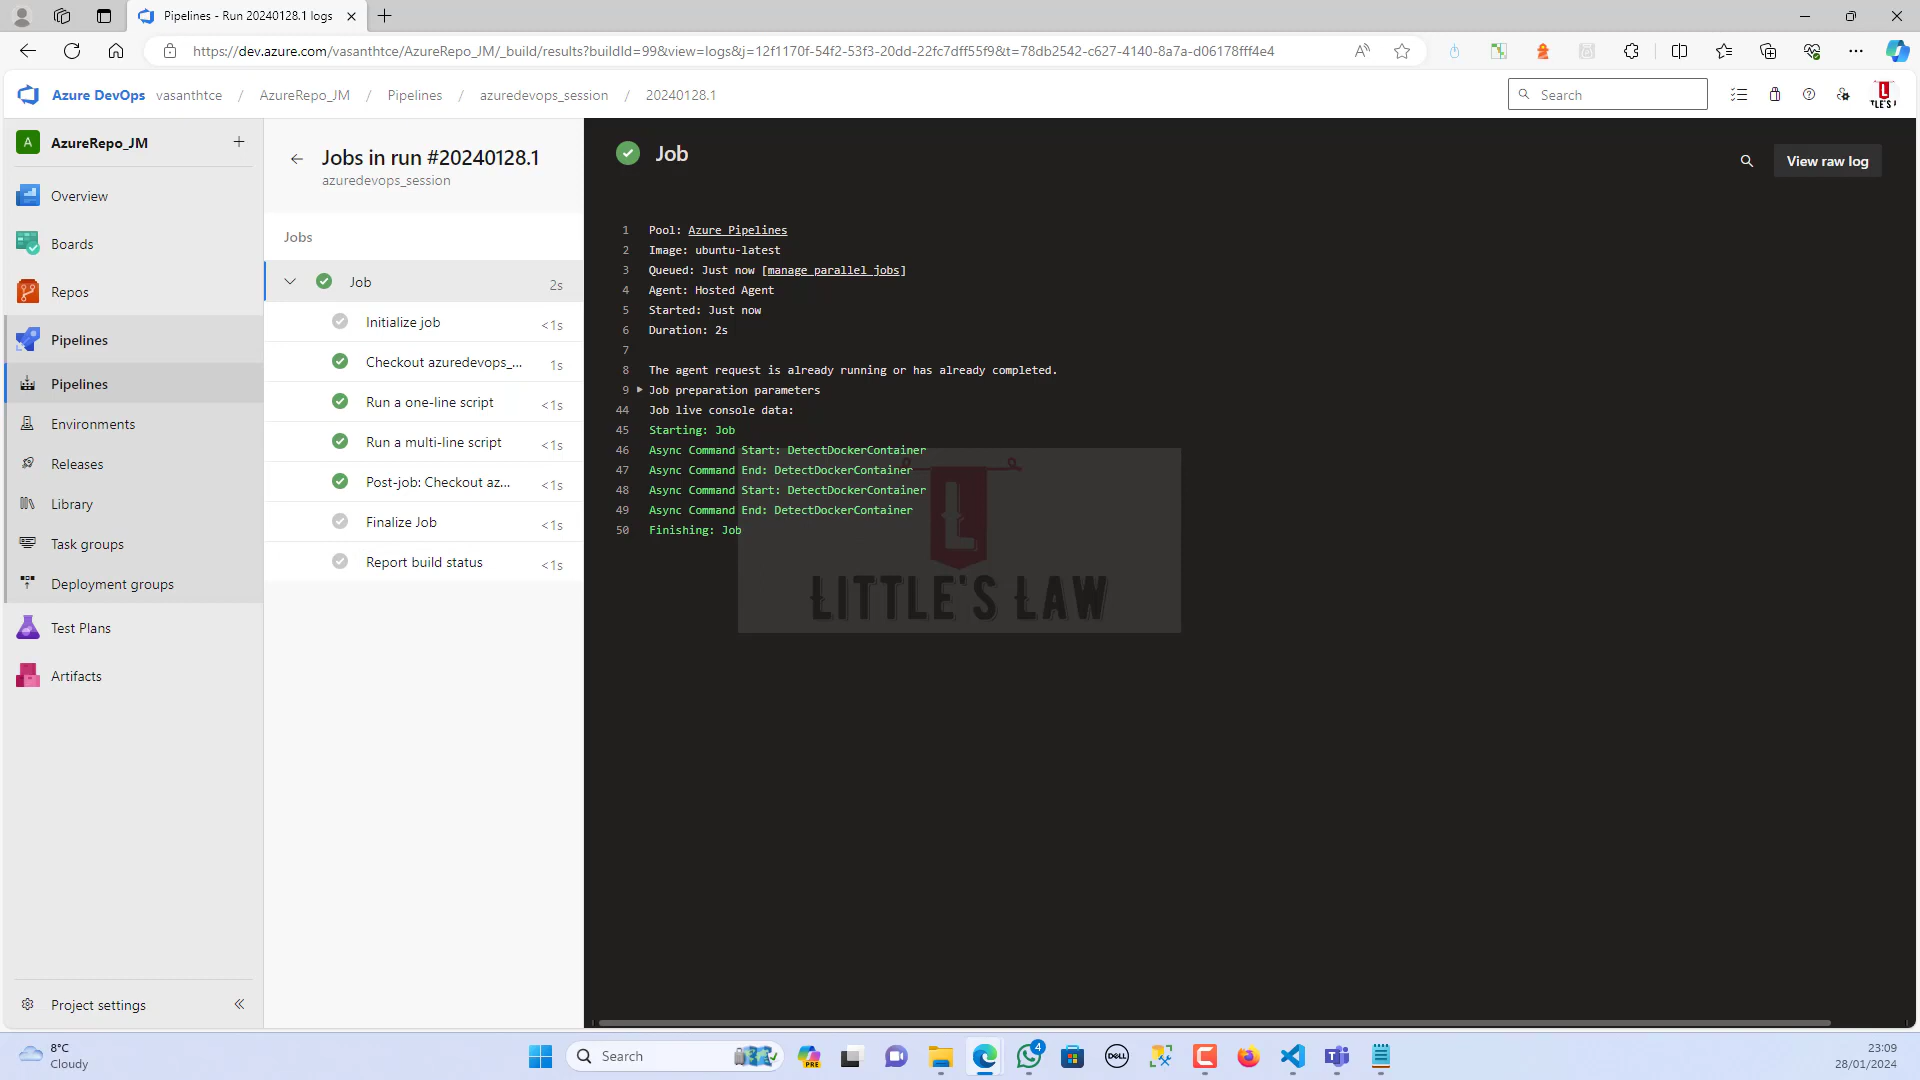 Pipelines - Run 20240128.1 logs
https://dev.azure.com/vasanthtce/AzureRepo_JM/_build/results?buildId=99&view=logs&j=12f1170f-54f2-53f3-20dd-22fc7dff55f9&t=78db2542-c627-4140-8a7a-d06178fff4e4
Azure DevOps vasanthtce / AzureRepo_JM / Pipelines / azuredevops_session / 20240128.1
Search
L
TLE'S
A AzureRepo_JM
Overview
Boards
Repos
Pipelines
Pipelines
Environments
Releases
Library
Task groups
Deployment groups
Test Plans
Artifacts
Project settings
Jobs in run #20240128.1
azuredevops_session
Jobs
Job 2s
Initialize job <1s
Checkout azuredevops_... 1s
Run a one-line script <1s
Run a multi-line script <1s
Post-job: Checkout az... <1s
Finalize Job <1s
Report build status <1s
Job
View raw log
1 Pool: Azure Pipelines
2 Image: ubuntu-latest
3 Queued: Just now [manage parallel jobs]
4 Agent: Hosted Agent
5 Started: Just now
6 Duration: 2s
7
8 The agent request is already running or has already completed.
9 Job preparation parameters
44 Job live console data:
45 Starting: Job
46 Async Command Start: DetectDockerContainer
47 Async Command End: DetectDockerContainer
48 Async Command Start: DetectDockerContainer
49 Async Command End: DetectDockerContainer
50 Finishing: Job
L
LITTLE'S LAW
8°C
Cloudy
Search
PRE
4
DELL
23:09
28/01/2024